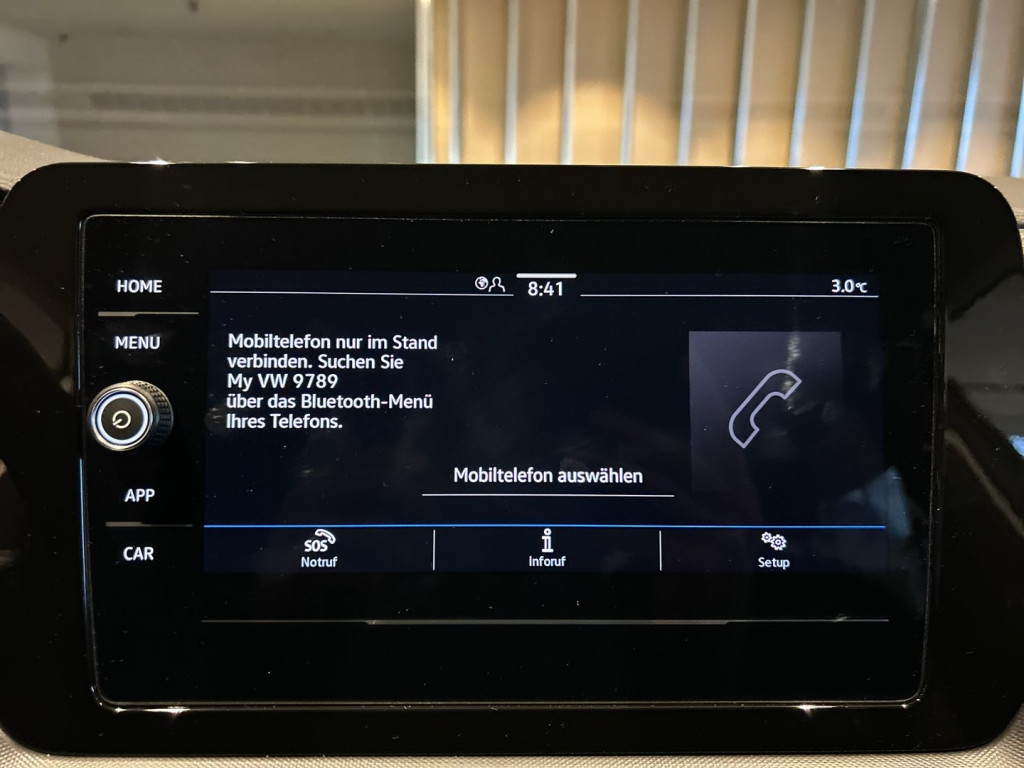 HOME
MENU
APP
CAR
8:41
3.0°C
Mobiltelefon nur im Stand
verbinden. Suchen Sie
My VW 9789
über das Bluetooth-Menü
Ihres Telefons.
Mobiltelefon auswählen
SOS
Notruf
Inforuf
Setup